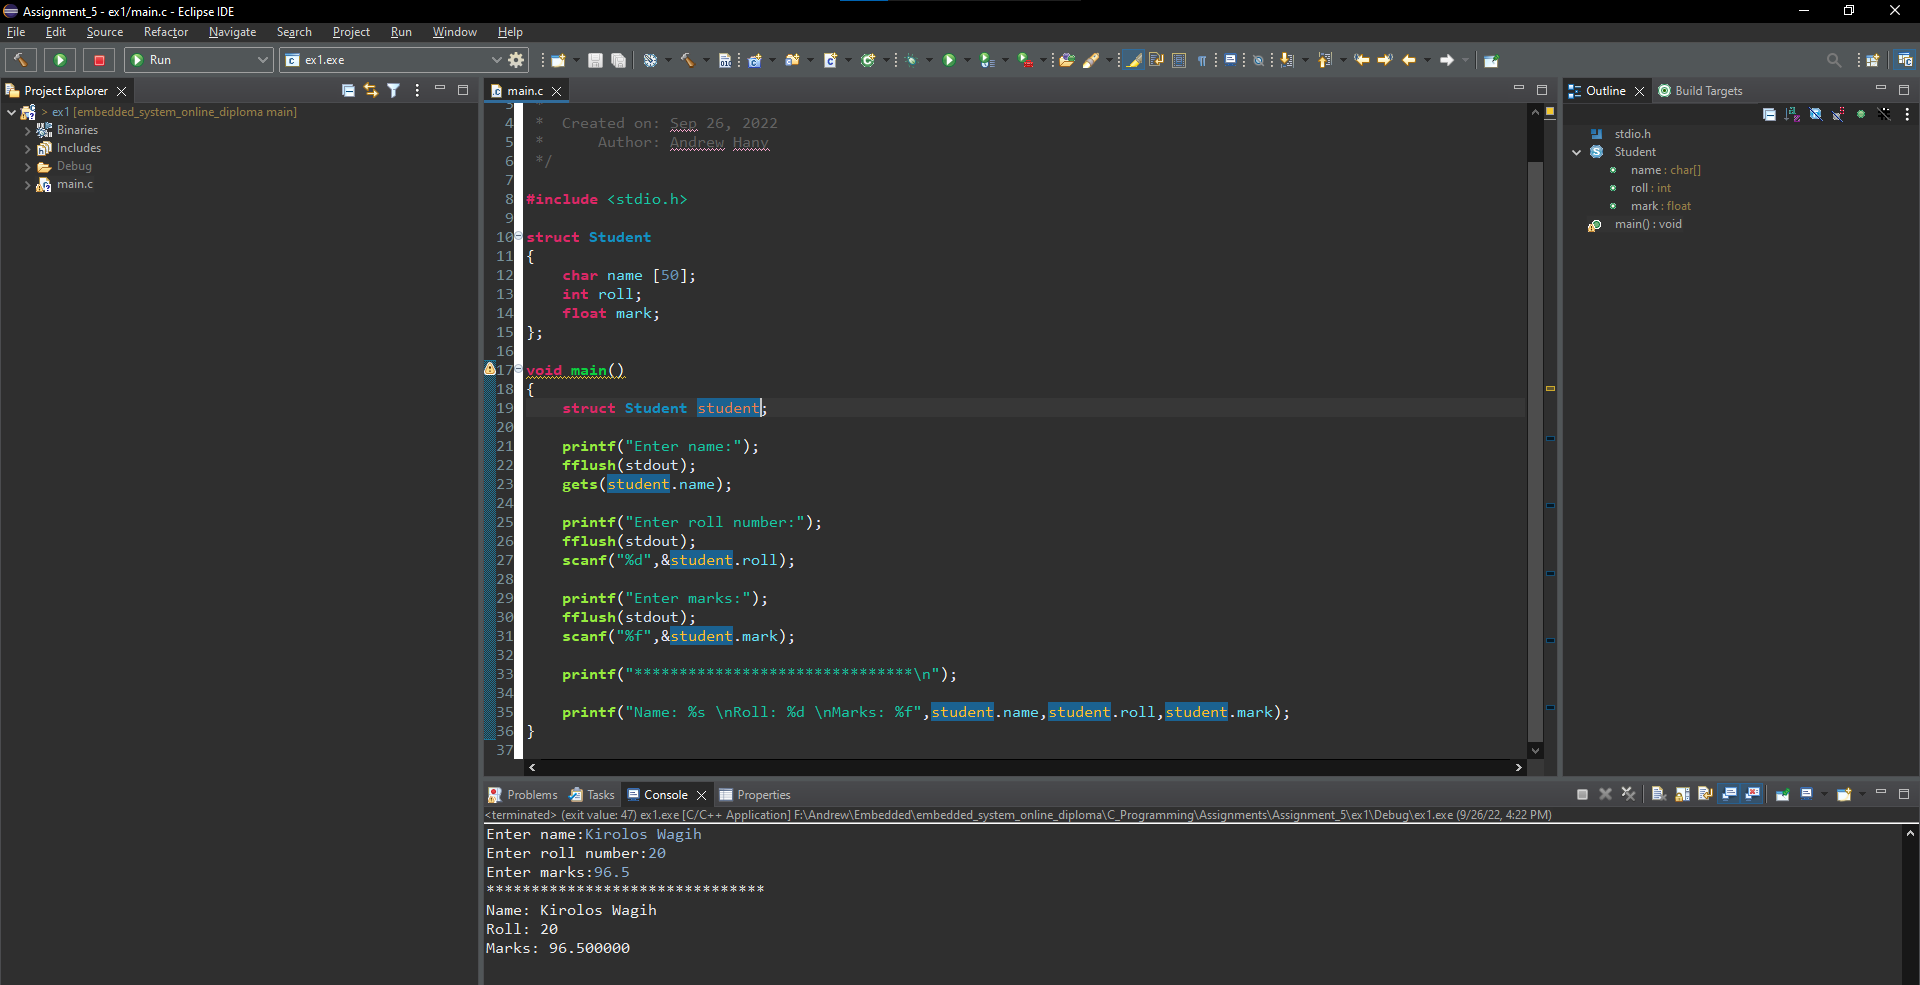 Assignment_5 - ex1/main.c - Eclipse IDE
File Edit Source Refactor Navigate Search Project Run Window Help
Run
ex1.exe
Project Explorer
> ex1 [embedded_system_online_diploma main]
Binaries
Includes
Debug
main.c
main.c
4 * Created on: Sep 26, 2022
5 * Author: Andrew Hany
6 */
7
8 #include <stdio.h>
9
10 struct Student
11 {
12 char name [50];
13 int roll;
14 float mark;
15 };
16
17 void main()
18 {
19 struct Student student;
20
21 printf("Enter name:");
22 fflush(stdout);
23 gets(student.name);
24
25 printf("Enter roll number:");
26 fflush(stdout);
27 scanf("%d",&student.roll);
28
29 printf("Enter marks:");
30 fflush(stdout);
31 scanf("%f",&student.mark);
32
33 printf("*******************************\n");
34
35 printf("Name: %s \nRoll: %d \nMarks: %f",student.name,student.roll,student.mark);
36 }
37
Outline
Build Targets
stdio.h
Student
name : char[]
roll : int
mark : float
main() : void
Problems Tasks Console Properties
<terminated> (exit value: 47) ex1.exe [C/C++ Application] F:\Andrew\Embedded\embedded_system_online_diploma\C_Programming\Assignments\Assignment_5\ex1\Debug\ex1.exe (9/26/22, 4:22 PM)
Enter name:Kirolos Wagih
Enter roll number:20
Enter marks:96.5
*******************************
Name: Kirolos Wagih
Roll: 20
Marks: 96.500000